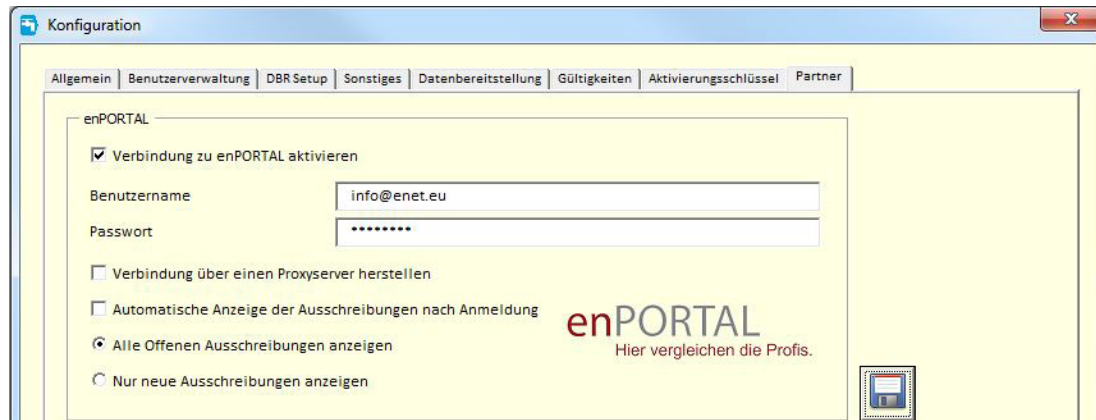 Konfiguration
x
Allgemein Benutzerverwaltung DBR Setup Sonstiges Datenbereitstellung Gültigkeiten Aktivierungsschlüssel Partner
enPORTAL
Verbindung zu enPORTAL aktivieren
Benutzername info@enet.eu
Passwort ••••••••
Verbindung über einen Proxyserver herstellen
Automatische Anzeige der Ausschreibungen nach Anmeldung
enPORTAL
Alle Offenen Ausschreibungen anzeigen
Hier vergleichen die Profis.
Nur neue Ausschreibungen anzeigen